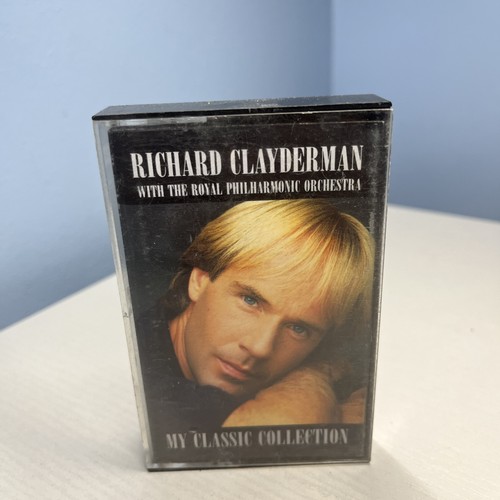 RICHARD CLAYDERMAN
WITH THE ROYAL PHILHARMONIC ORCHESTRA
MY CLASSIC COLLECTION